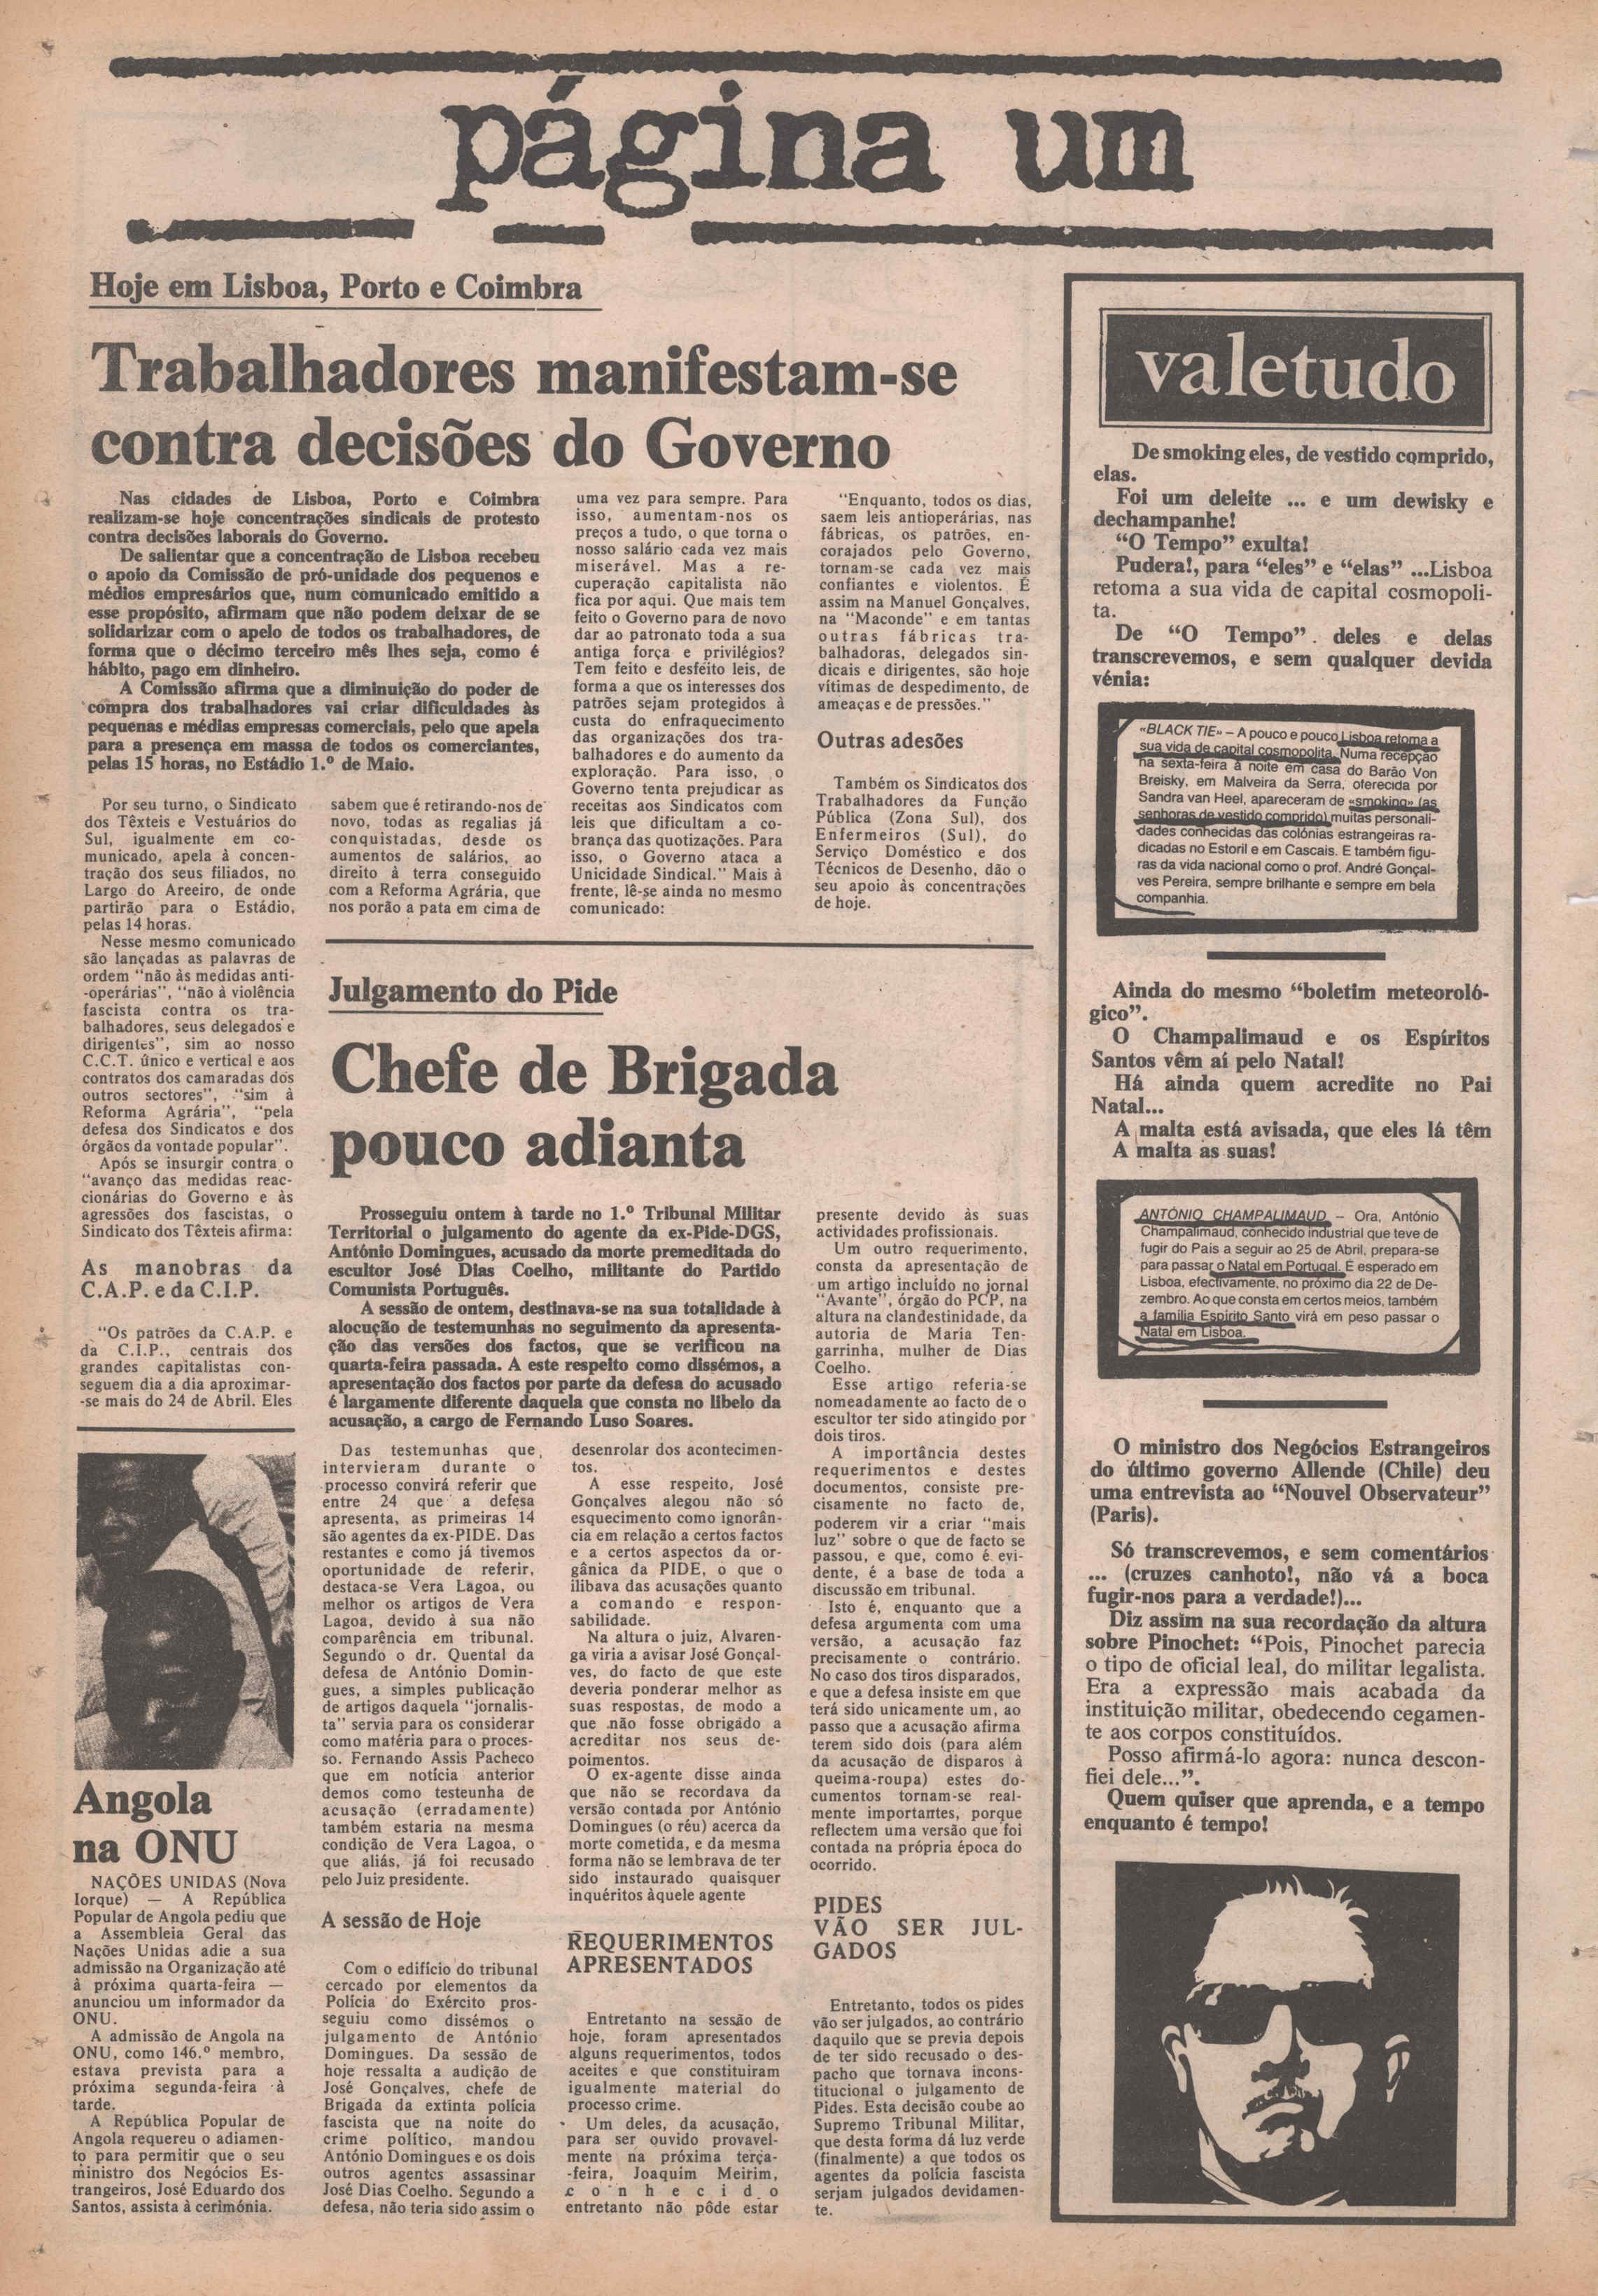 página um
Hoje em Lisboa, Porto e Coimbra
Trabalhadores manifestam-se
contra decisões do Governo
Nas cidades de Lisboa, Porto e Coimbra
realizam-se hoje concentrações sindicais de protesto
contra decisões laborais do Governo.
De salientar que a concentração de Lisboa recebeu
o apoio da Comissão de pró-unidade dos pequenos e
médios empresários que, num comunicado emitido a
esse propósito, afirmam que não podem deixar de se
solidarizar com o apelo de todos os trabalhadores, de
forma que o décimo terceiro mês lhes seja, como é
hábito, pago em dinheiro.
A Comissão afirma que a diminuição do poder de
compra dos trabalhadores vai criar dificuldades às
pequenas e médias empresas comerciais, pelo que apela
para a presença em massa de todos os comerciantes,
pelas 15 horas, no Estádio 1.º de Maio.
Por seu turno, o Sindicato
dos Têxteis e Vestuários do
Sul, igualmente em co-
municado, apela à concen-
tração dos seus filiados, no
Largo do Areeiro, de onde
partirão para o Estádio,
pelas 14 horas.
Nesse mesmo comunicado
são lançadas as palavras de
ordem "não às medidas anti-
-operárias", "não à violência
fascista contra os tra-
balhadores, seus delegados e
dirigentes", sim ao nosso
C.C.T. único e vertical e aos
contratos dos camaradas dos
outros sectores", "sim à
Reforma Agrária", "pela
defesa dos Sindicatos e dos
órgãos da vontade popular".
Após se insurgir contra o
"avanço das medidas reac-
cionárias do Governo e às
agressões dos fascistas, o
Sindicato dos Têxteis afirma:
As manobras da
C.A.P. e da C.I.P.
"Os patrões da C.A.P. e
da C.I.P., centrais dos
grandes capitalistas con-
seguem dia a dia aproximar-
-se mais do 24 de Abril. Eles
sabem que é retirando-nos de
novo, todas as regalias já
conquistadas, desde os
aumentos de salários, ao
direito à terra conseguido
com a Reforma Agrária, que
nos porão a pata em cima de
uma vez para sempre. Para
isso, aumentam-nos os
preços a tudo, o que torna o
nosso salário cada vez mais
miserável. Mas a re-
cuperação capitalista não
fica por aqui. Que mais tem
feito o Governo para de novo
dar ao patronato toda a sua
antiga força e privilégios?
Tem feito e desfeito leis, de
forma a que os interesses dos
patrões sejam protegidos à
custa do enfraquecimento
das organizações dos tra-
balhadores e do aumento da
exploração. Para isso, o
Governo tenta prejudicar as
receitas aos Sindicatos com
leis que dificultam a co-
brança das quotizações. Para
isso, o Governo ataca a
Unicidade Sindical." Mais à
frente, lê-se ainda no mesmo
comunicado:
"Enquanto, todos os dias,
saem leis antioperárias, nas
fábricas, os patrões, en-
corajados pelo Governo,
tornam-se cada vez mais
confiantes e violentos. É
assim na Manuel Gonçalves,
na "Maconde" e em tantas
outras fábricas tra-
balhadoras, delegados sin-
dicais e dirigentes, são hoje
vítimas de despedimento, de
ameaças e de pressões."
Outras adesões
Também os Sindicatos dos
Trabalhadores da Função
Pública (Zona Sul), dos
Enfermeiros (Sul), do
Serviço Doméstico e dos
Técnicos de Desenho, dão o
seu apoio às concentrações
de hoje.
Julgamento do Pide
Chefe de Brigada
pouco adianta
Prosseguiu ontem à tarde no 1.º Tribunal Militar
Territorial o julgamento do agente da ex-Pide-DGS,
António Domingues, acusado da morte premeditada do
escultor José Dias Coelho, militante do Partido
Comunista Português.
A sessão de ontem, destinava-se na sua totalidade à
alocução de testemunhas no seguimento da apresenta-
ção das versões dos factos, que se verificou na
quarta-feira passada. A este respeito como dissémos, a
apresentação dos factos por parte da defesa do acusado
é largamente diferente daquela que consta no libelo da
acusação, a cargo de Fernando Luso Soares.
Das testemunhas que
intervieram durante o
processo convirá referir que
entre 24 que a defesa
apresenta, as primeiras 14
são agentes da ex-PIDE. Das
restantes e como já tivemos
oportunidade de referir,
destaca-se Vera Lagoa, ou
melhor os artigos de Vera
Lagoa, devido à sua não
comparência em tribunal.
Segundo o dr. Quental da
defesa de António Domin-
gues, a simples publicação
de artigos daquela "jornalis-
ta" servia para os considerar
como matéria para o proces-
so. Fernando Assis Pacheco
que em notícia anterior
demos como testeunha de
acusação (erradamente)
também estaria na mesma
condição de Vera Lagoa, o
que aliás, já foi recusado
pelo Juiz presidente.
A sessão de Hoje
Com o edifício do tribunal
cercado por elementos da
Polícia do Exército pros-
seguiu como dissémos o
julgamento de António
Domingues. Da sessão de
hoje ressalta a audição de
José Gonçalves, chefe de
Brigada da extinta polícia
fascista que na noite do
crime político, mandou
António Domingues e os dois
outros agentes assassinar
José Dias Coelho. Segundo a
defesa, não teria sido assim o
desenrolar dos acontecimen-
tos.
A esse respeito, José
Gonçalves alegou não só
esquecimento como ignorân-
cia em relação a certos factos
e a certos aspectos da or-
gânica da PIDE, o que o
ilibava das acusações quanto
a comando e respon-
sabilidade.
Na altura o juiz, Alvaren-
ga viria a avisar José Gonçal-
ves, do facto de que este
deveria ponderar melhor as
suas respostas, de modo a
que não fosse obrigado a
acreditar nos seus de-
poimentos.
O ex-agente disse ainda
que não se recordava da
versão contada por António
Domingues (o réu) acerca da
morte cometida, e da mesma
forma não se lembrava de ter
sido instaurado quaisquer
inquéritos àquele agente
REQUERIMENTOS
APRESENTADOS
Entretanto na sessão de
hoje, foram apresentados
alguns requerimentos, todos
aceites e que constituiram
igualmente material do
processo crime.
Um deles, da acusação,
para ser ouvido provavel-
mente na próxima terça-
-feira, Joaquim Meirim,
conhecido
entretanto não pôde estar
presente devido às suas
actividades profissionais.
Um outro requerimento,
consta da apresentação de
um artigo incluído no jornal
"Avante", órgão do PCP, na
altura na clandestinidade, da
autoria de Maria Ten-
garrinha, mulher de Dias
Coelho.
Esse artigo referia-se
nomeadamente ao facto de o
escultor ter sido atingido por
dois tiros.
A importância destes
requerimentos e destes
documentos, consiste pre-
cisamente no facto de,
poderem vir a criar "mais
luz" sobre o que de facto se
passou, e que, como é evi-
dente, é a base de toda a
discussão em tribunal.
Isto é, enquanto que a
defesa argumenta com uma
versão, a acusação faz
precisamente o contrário.
No caso dos tiros disparados,
e que a defesa insiste em que
terá sido unicamente um, ao
passo que a acusação afirma
terem sido dois (para além
da acusação de disparos à
queima-roupa) estes do-
cumentos tornam-se real-
mente importantes, porque
reflectem uma versão que foi
contada na própria época do
ocorrido.
PIDES
VÃO SER JUL-
GADOS
Entretanto, todos os pides
vão ser julgados, ao contrário
daquilo que se previa depois
de ter sido recusado o des-
pacho que tornava incons-
titucional o julgamento de
Pides. Esta decisão coube ao
Supremo Tribunal Militar,
que desta forma dá luz verde
(finalmente) a que todos os
agentes da polícia fascista
serjam julgados devidamen-
te.
Angola
na ONU
NAÇÕES UNIDAS (Nova
Iorque) — A República
Popular de Angola pediu que
a Assembleia Geral das
Nações Unidas adie a sua
admissão na Organização até
à próxima quarta-feira —
anunciou um informador da
ONU.
A admissão de Angola na
ONU, como 146.º membro,
estava prevista para a
próxima segunda-feira à
tarde.
A República Popular de
Angola requereu o adiamen-
to para permitir que o seu
ministro dos Negócios Es-
trangeiros, José Eduardo dos
Santos, assista à cerimónia.
valetudo
De smoking eles, de vestido comprido,
elas.
Foi um deleite ... e um dewisky e
dechampanhe!
"O Tempo" exulta!
Pudera!, para "eles" e "elas" ...Lisboa
retoma a sua vida de capital cosmopoli-
ta.
De "O Tempo". deles e delas
transcrevemos, e sem qualquer devida
vénia:
«BLACK TIE» – A pouco e pouco Lisboa retoma a
sua vida de capital cosmopolita. Numa recepção
na sexta-feira à noite em casa do Barão Von
Breisky, em Malveira da Serra, oferecida por
Sandra van Heel, apareceram de «smoking» (as
senhoras de vestido comprido) muitas personali-
dades conhecidas das colónias estrangeiras ra-
dicadas no Estoril e em Cascais. E também figu-
ras da vida nacional como o prof. André Gonçal-
ves Pereira, sempre brilhante e sempre em bela
companhia.
Ainda do mesmo "boletim meteoroló-
gico".
O Champalimaud e os Espíritos
Santos vêm aí pelo Natal!
Há ainda quem acredite no Pai
Natal...
A malta está avisada, que eles lá têm
A malta as suas!
ANTÓNIO CHAMPALIMAUD – Ora, António
Champalimaud, conhecido industrial que teve de
fugir do País a seguir ao 25 de Abril, prepara-se
para passar o Natal em Portugal. É esperado em
Lisboa, efectivamente, no próximo dia 22 de De-
zembro. Ao que consta em certos meios, também
a família Espírito Santo virá em peso passar o
Natal em Lisboa.
O ministro dos Negócios Estrangeiros
do último governo Allende (Chile) deu
uma entrevista ao "Nouvel Observateur"
(Paris).
Só transcrevemos, e sem comentários
... (cruzes canhoto!, não vá a boca
fugir-nos para a verdade!)...
Diz assim na sua recordação da altura
sobre Pinochet: "Pois, Pinochet parecia
o tipo de oficial leal, do militar legalista.
Era a expressão mais acabada da
instituição militar, obedecendo cegamen-
te aos corpos constituídos.
Posso afirmá-lo agora: nunca descon-
fiei dele...".
Quem quiser que aprenda, e a tempo
enquanto é tempo!